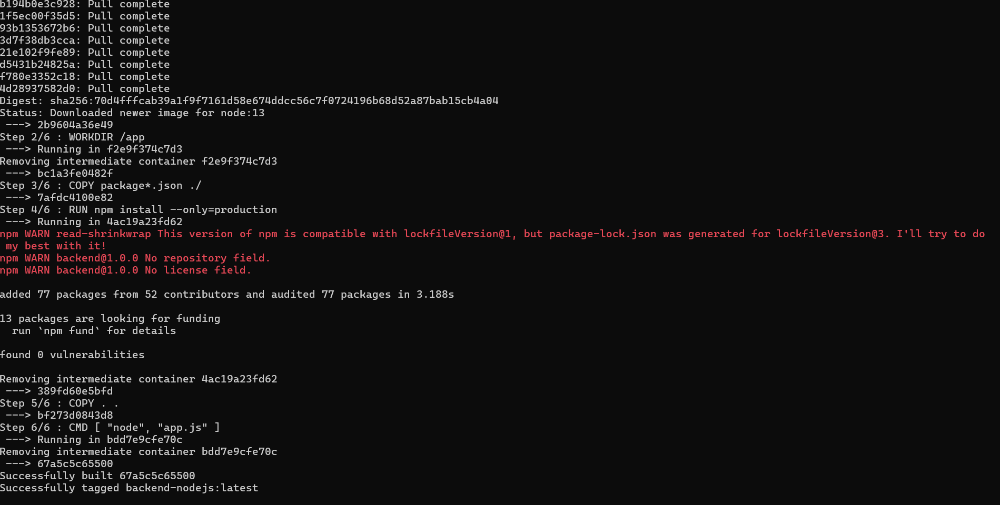 b194b0e3c928: Pull complete
1f5ec00f35d5: Pull complete
93b1353672b6: Pull complete
3d7f38db3cca: Pull complete
21e102f9fe89: Pull complete
d5431b24825a: Pull complete
f780e3352c18: Pull complete
4d28937582d0: Pull complete
Digest: sha256:70d4fffcab39a1f9f7161d58e674ddcc56c7f0724196b68d52a87bab15cb4a04
Status: Downloaded newer image for node:13
 ---> 2b9604a36e49
Step 2/6 : WORKDIR /app
 ---> Running in f2e9f374c7d3
Removing intermediate container f2e9f374c7d3
 ---> bc1a3fe0482f
Step 3/6 : COPY package*.json ./
 ---> 7afdc4100e82
Step 4/6 : RUN npm install --only=production
 ---> Running in 4ac19a23fd62
npm WARN read-shrinkwrap This version of npm is compatible with lockfileVersion@1, but package-lock.json was generated for lockfileVersion@3. I'll try to do
 my best with it!
npm WARN backend@1.0.0 No repository field.
npm WARN backend@1.0.0 No license field.

added 77 packages from 52 contributors and audited 77 packages in 3.188s

13 packages are looking for funding
  run `npm fund` for details

found 0 vulnerabilities

Removing intermediate container 4ac19a23fd62
 ---> 389fd60e5bfd
Step 5/6 : COPY . .
 ---> bf273d0843d8
Step 6/6 : CMD [ "node", "app.js" ]
 ---> Running in bdd7e9cfe70c
Removing intermediate container bdd7e9cfe70c
 ---> 67a5c5c65500
Successfully built 67a5c5c65500
Successfully tagged backend-nodejs:latest